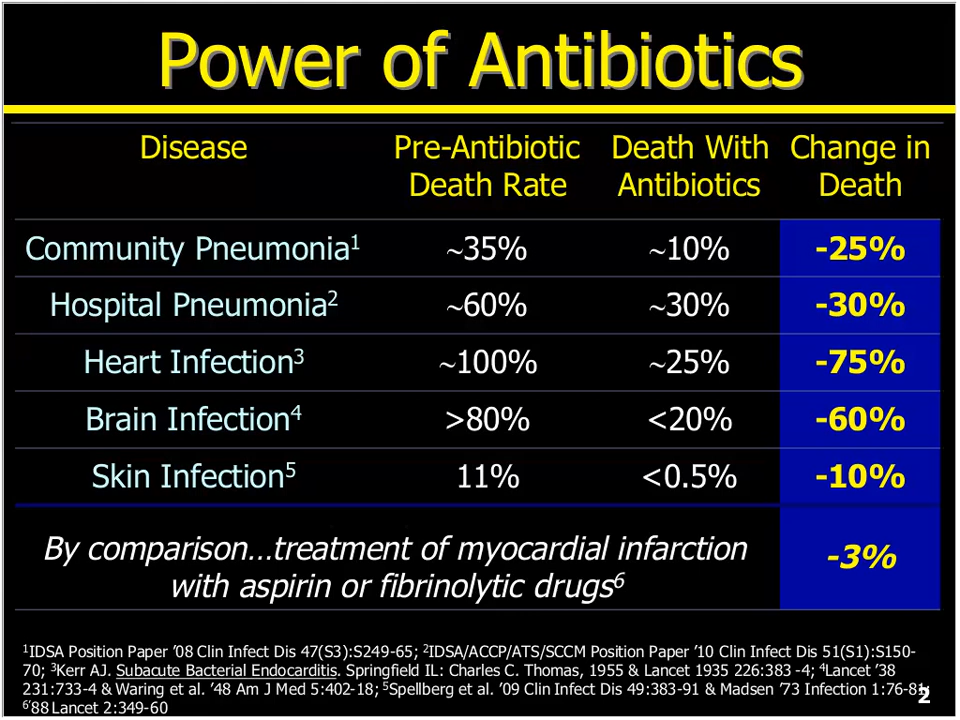 Power of Antibiotics
Disease Pre-Antibiotic Death With Change in
Death Rate Antibiotics Death
Community Pneumonia¹ ~35% ~10% -25%
Hospital Pneumonia² ~60% ~30% -30%
Heart Infection³ ~100% ~25% -75%
Brain Infection⁴ >80% <20% -60%
Skin Infection⁵ 11% <0.5% -10%
By comparison…treatment of myocardial infarction
with aspirin or fibrinolytic drugs⁶ -3%
¹IDSA Position Paper ’08 Clin Infect Dis 47(S3):S249-65; ²IDSA/ACCP/ATS/SCCM Position Paper ’10 Clin Infect Dis 51(S1):S150-
70; ³Kerr AJ. Subacute Bacterial Endocarditis. Springfield IL: Charles C. Thomas, 1955 & Lancet 1935 226:383 -4; ⁴Lancet ’38
231:733-4 & Waring et al. ’48 Am J Med 5:402-18; ⁵Spellberg et al. ’09 Clin Infect Dis 49:383-91 & Madsen ’73 Infection 1:76-81;
⁶’88 Lancet 2:349-60
2